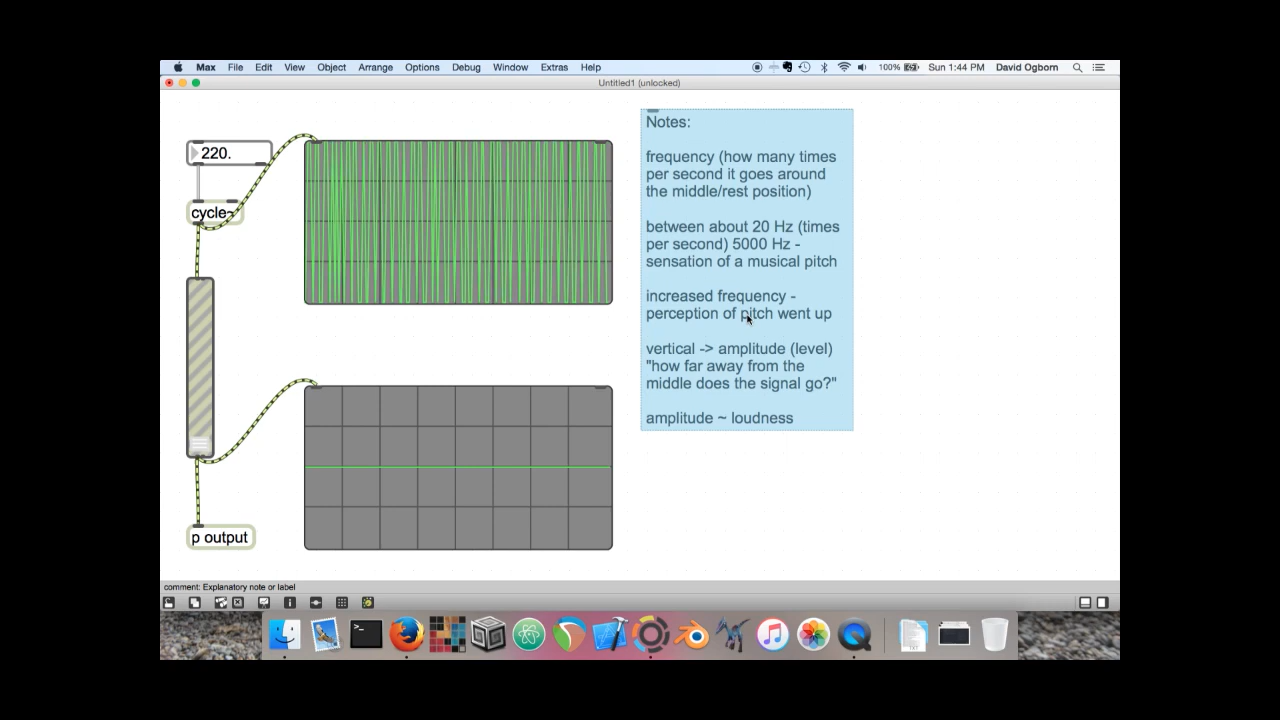 Max File Edit View Object Arrange Options Debug Window Extras Help 100% Sun 1:44 PM David Ogborn
Untitled1 (unlocked)
220.
cycle~
p output
Notes:
frequency (how many times
per second it goes around
the middle/rest position)
between about 20 Hz (times
per second) 5000 Hz -
sensation of a musical pitch
increased frequency -
perception of pitch went up
vertical -> amplitude (level)
"how far away from the
middle does the signal go?"
amplitude ~ loudness
comment: Explanatory note or label